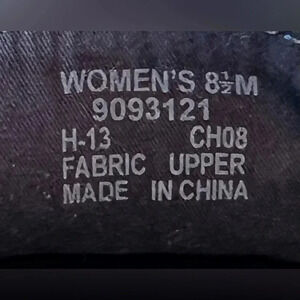 WOMEN'S 8½M
9093121
H-13 CH08
FABRIC UPPER
MADE IN CHINA